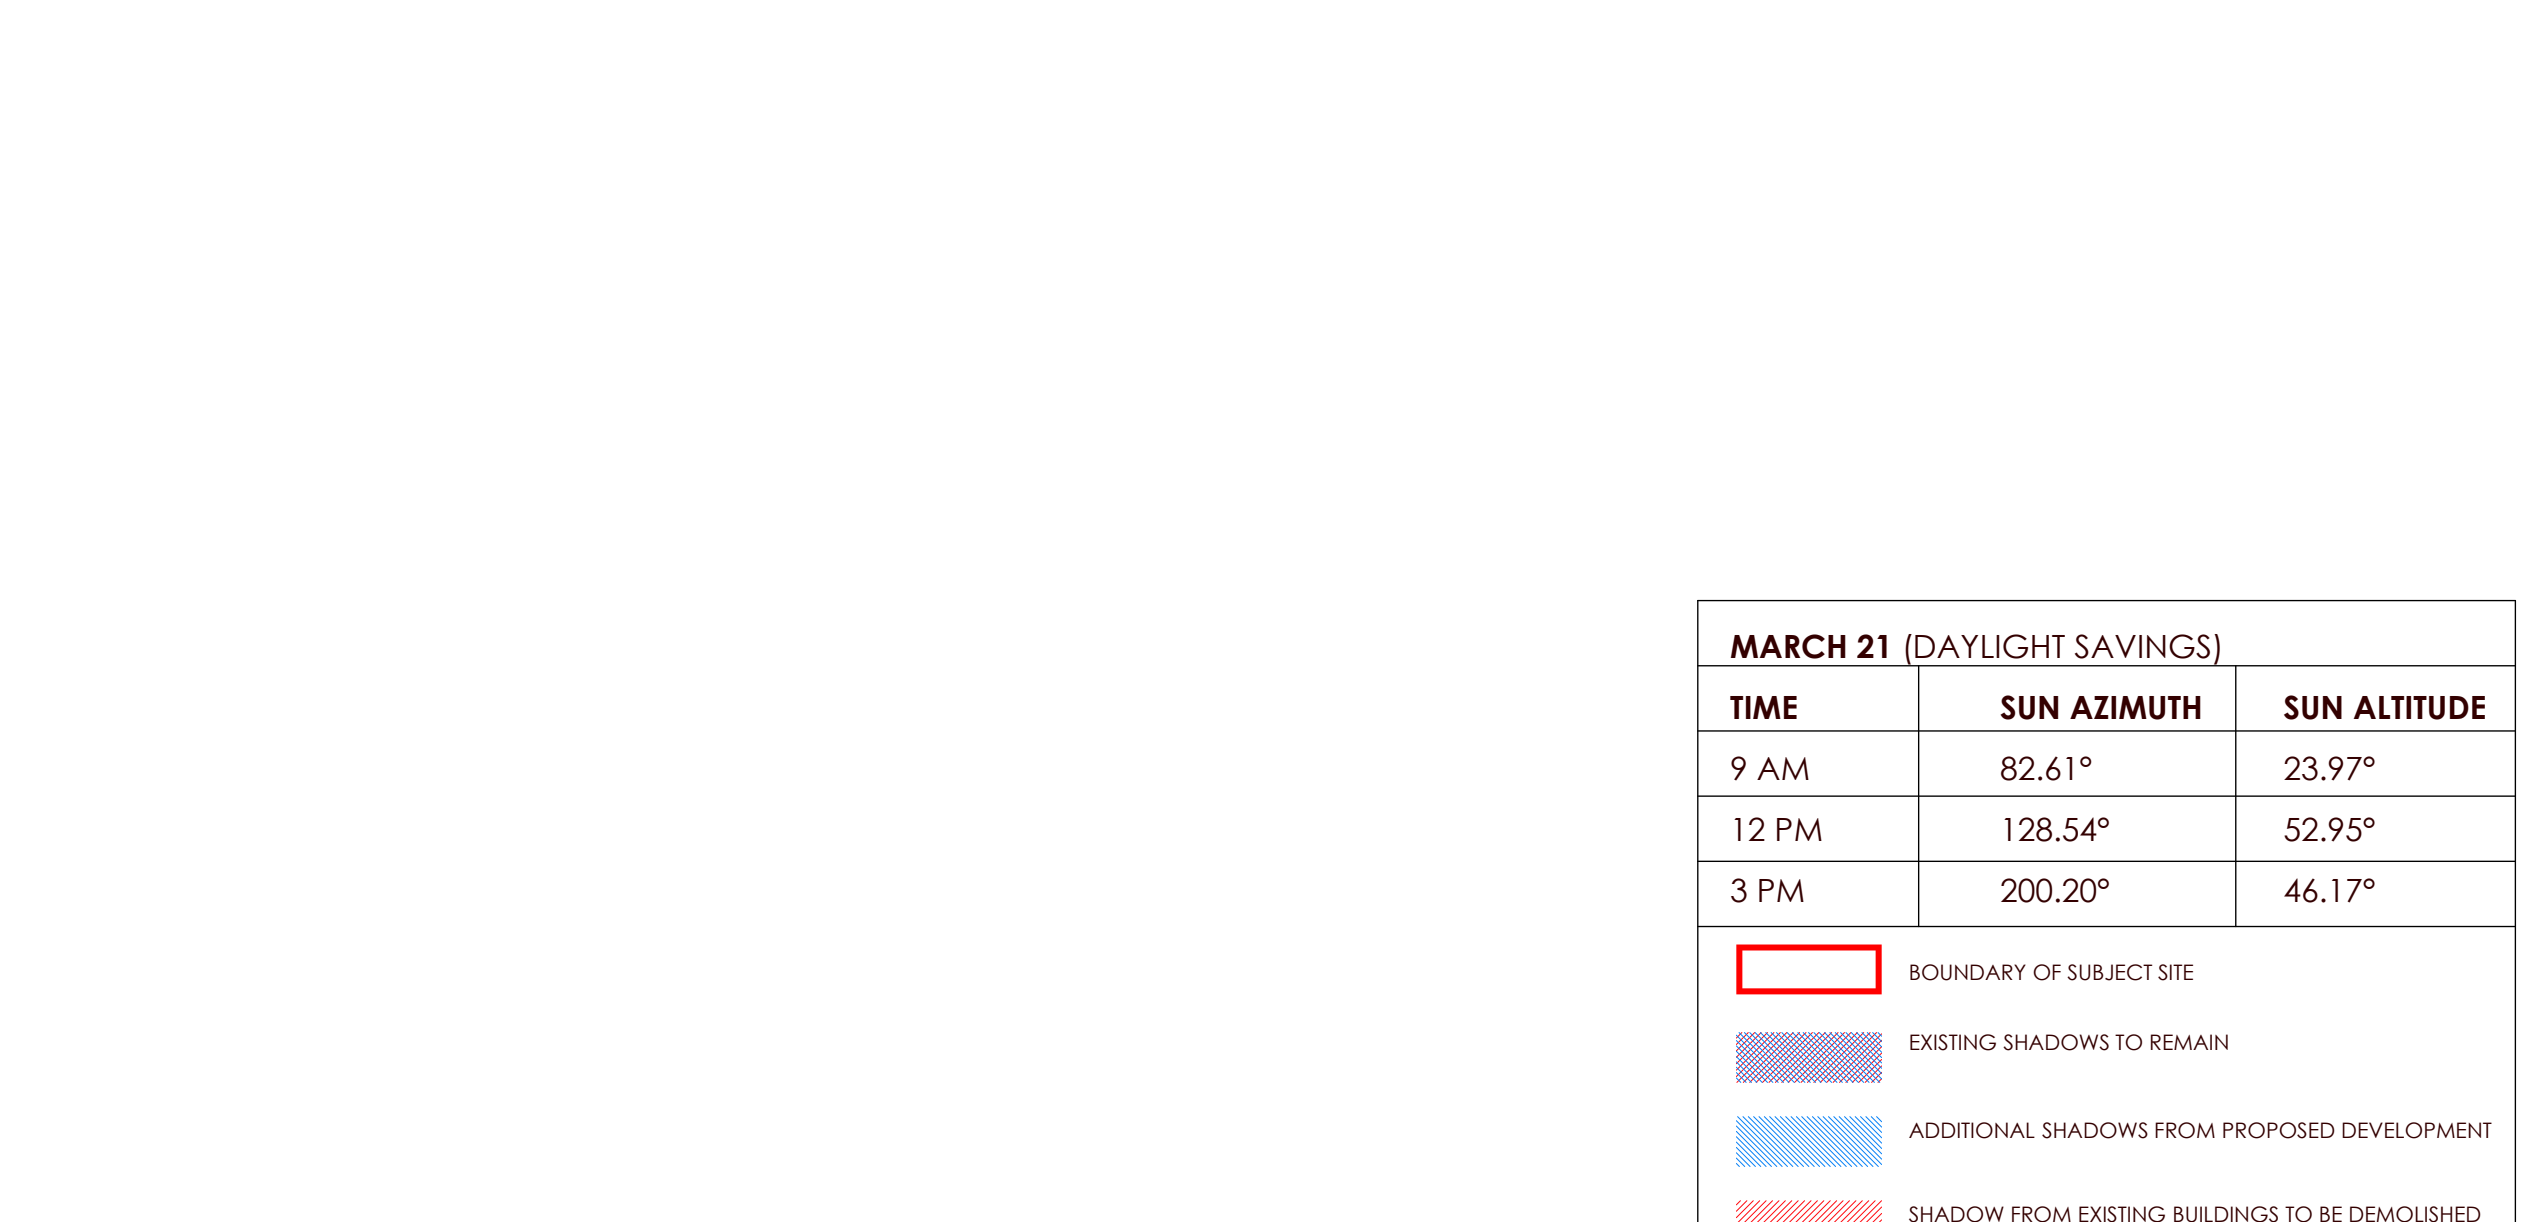 MARCH 21 (DAYLIGHT SAVINGS)
TIME SUN AZIMUTH SUN ALTITUDE
9 AM 82.61° 23.97°
12 PM 128.54° 52.95°
3 PM 200.20° 46.17°
BOUNDARY OF SUBJECT SITE
EXISTING SHADOWS TO REMAIN
ADDITIONAL SHADOWS FROM PROPOSED DEVELOPMENT
SHADOW FROM EXISTING BUILDINGS TO BE DEMOLISHED